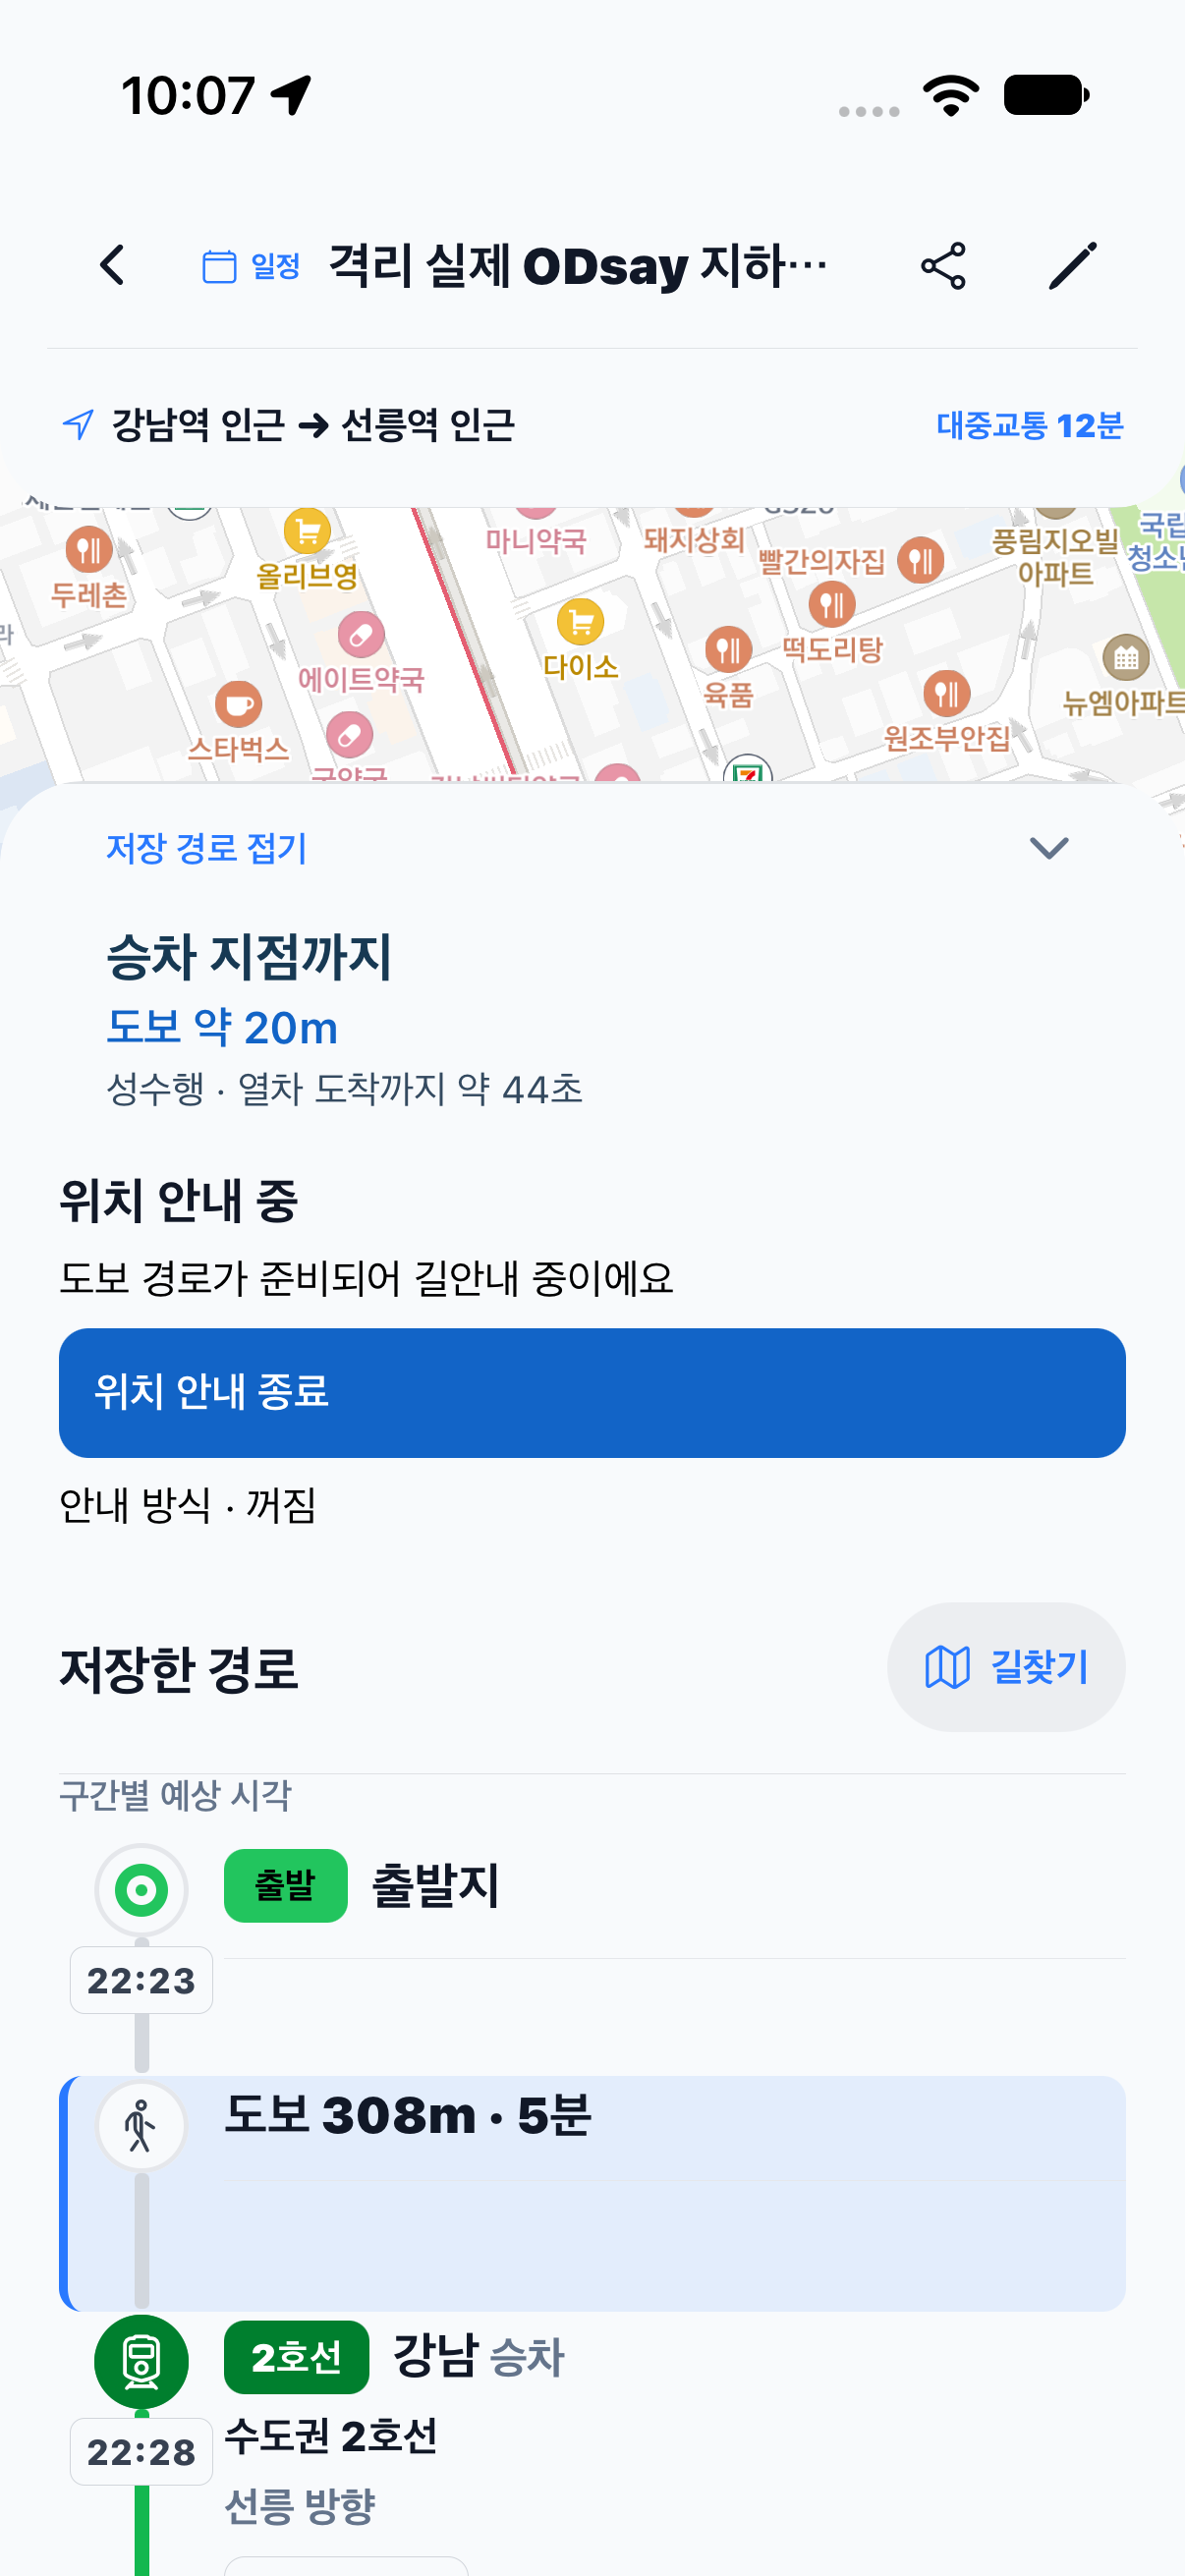 10:07
일정 격리 실제 ODsay 지하…
강남역 인근 → 선릉역 인근 대중교통 12분
마니약국
돼지상회
빨간의자집
풍림지오빌
아파트
국립
청소년
두레촌
올리브영
다이소
떡도리탕
에이트약국
육품
뉴엠아파트
스타벅스
원조부안집
저장 경로 접기
승차 지점까지
도보 약 20m
성수행 · 열차 도착까지 약 44초
위치 안내 중
도보 경로가 준비되어 길안내 중이에요
위치 안내 종료
안내 방식 · 꺼짐
저장한 경로 길찾기
구간별 예상 시각
출발 출발지
22:23
도보 308m · 5분
2호선 강남 승차
22:28 수도권 2호선
선릉 방향